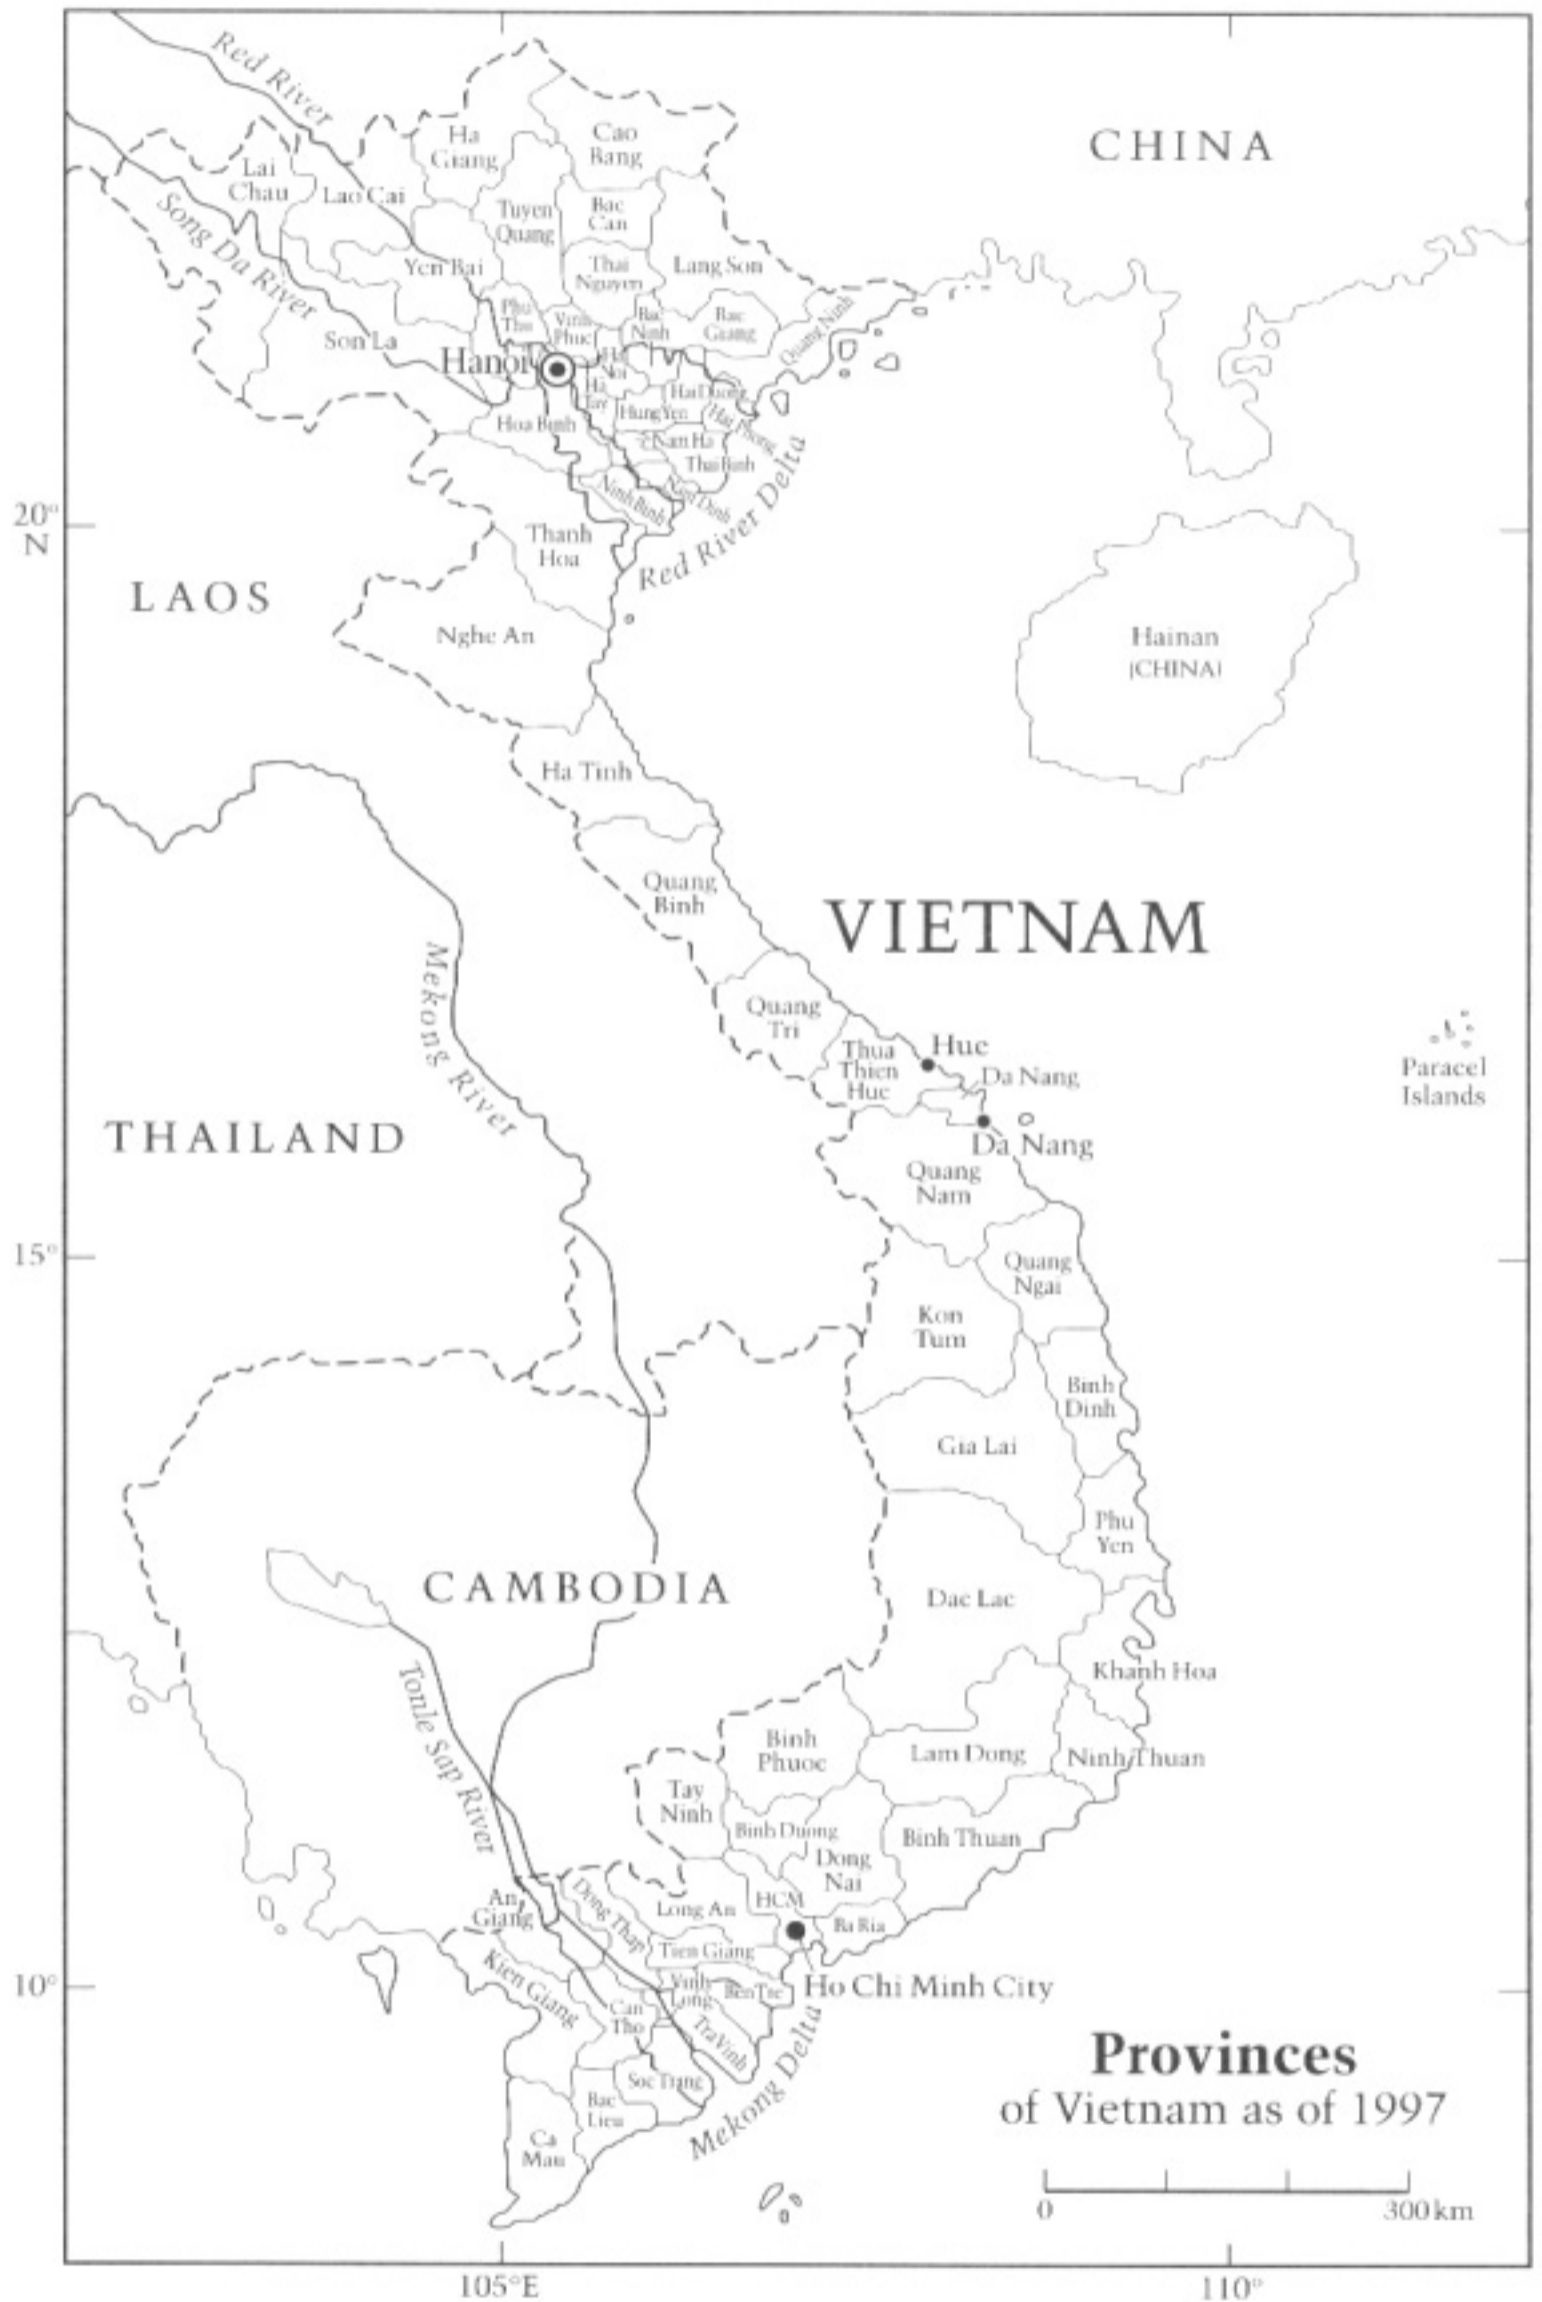 Red River
CHINA
Ha
Giang
Cao
Bang
Lai
Chau
Lao Cai
Song Da River
Tuyen
Quang
Bac
Can
Yen Bai
Thai
Nguyen
Lang Son
Phu
Tho
Vinh
Phuc
Bac
Ninh
Bac
Giang
Quang Ninh
Son La
Hanoi
Ha
Noi
Ha
Tay
Hai Duong
Hung Yen
Hai Phong
Hoa Binh
Nam Ha
Thai Binh
Ninh Binh
Nam Dinh
Red River Delta
20°
N
Thanh
Hoa
LAOS
Nghe An
Hainan
(CHINA)
Ha Tinh
Quang
Binh
VIETNAM
Mekong River
Quang
Tri
Thua
Thien
Hue
Hue
Da Nang
Da Nang
Paracel
Islands
THAILAND
Quang
Nam
15°
Quang
Ngai
Kon
Tum
Binh
Dinh
Gia Lai
Phu
Yen
CAMBODIA
Dac Lac
Khanh Hoa
Tonle Sap River
Binh
Phuoc
Lam Dong
Ninh Thuan
Tay
Ninh
Binh Duong
Binh Thuan
Dong
Nai
An
Giang
Dong Thap
Long An
HCM
Ba Ria
Tien Giang
Kien Giang
10°
Vinh
Long
Ben Tre
Ho Chi Minh City
Can
Tho
Tra Vinh
Mekong Delta
Soc Trang
Bac
Lieu
Ca
Mau
Provinces
of Vietnam as of 1997
0
300 km
105°E
110°